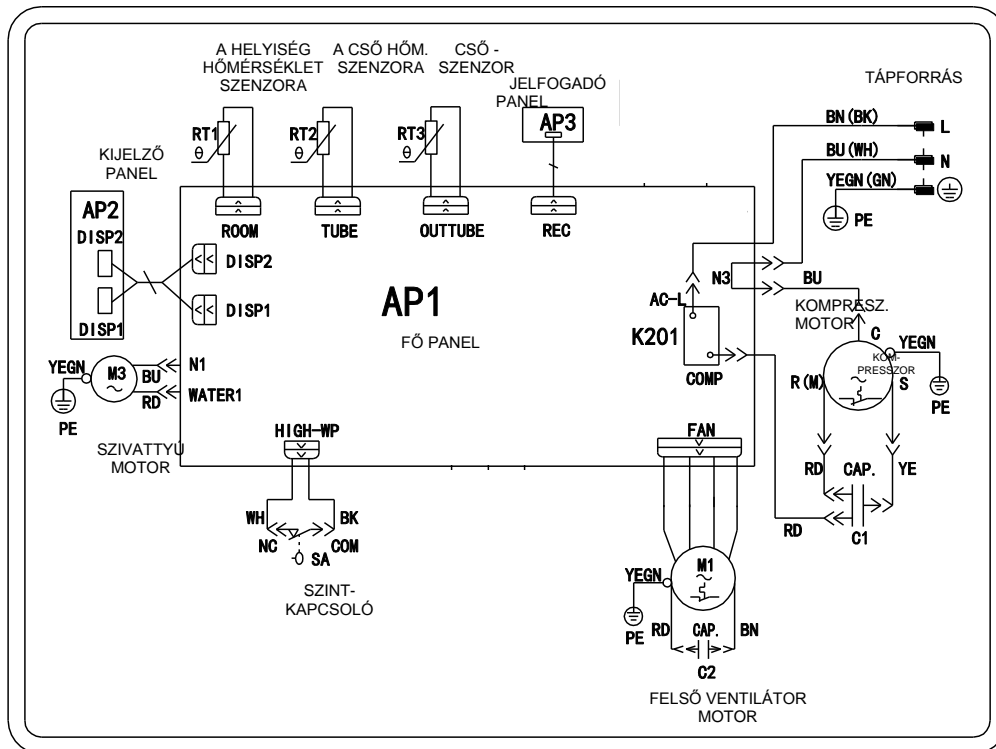 A HELYISÉG
HŐMÉRSÉKLET
SZENZORA
A CSŐ HŐM.
SZENZORA
CSŐ -
SZENZOR
JELFOGADÓ
PANEL
TÁPFORRÁS
RT1
θ
RT2
θ
RT3
θ
AP3
BN(BK)
L
BU(WH)
N
YEGN(GN)
PE
KIJELZŐ
PANEL
AP2
DISP2
DISP1
ROOM
TUBE
OUTTUBE
REC
DISP2
DISP1
AP1
FŐ PANEL
N3
BU
AC-L
K201
COMP
KOMPRESZ.
MOTOR
C
YEGN
KOM-
PRESSZOR
R(M)
S
PE
YEGN
M3
BU
RD
N1
WATER1
PE
SZIVATTYÚ
MOTOR
HIGH-WP
FAN
RD
CAP.
YE
RD
C1
WH
BK
NC
COM
SA
SZINT-
KAPCSOLÓ
YEGN
M1
PE
RD
CAP.
BN
C2
FELSŐ VENTILÁTOR
MOTOR